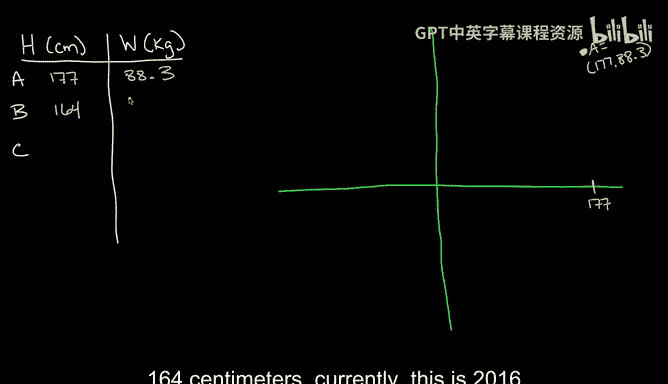 GPT中英字幕课程资源 bilibili
H (cm) W (kg)
A 177 88.3
B 164
C
A=
(177, 88.3)
177
164 centimeters, currently, this is 2016